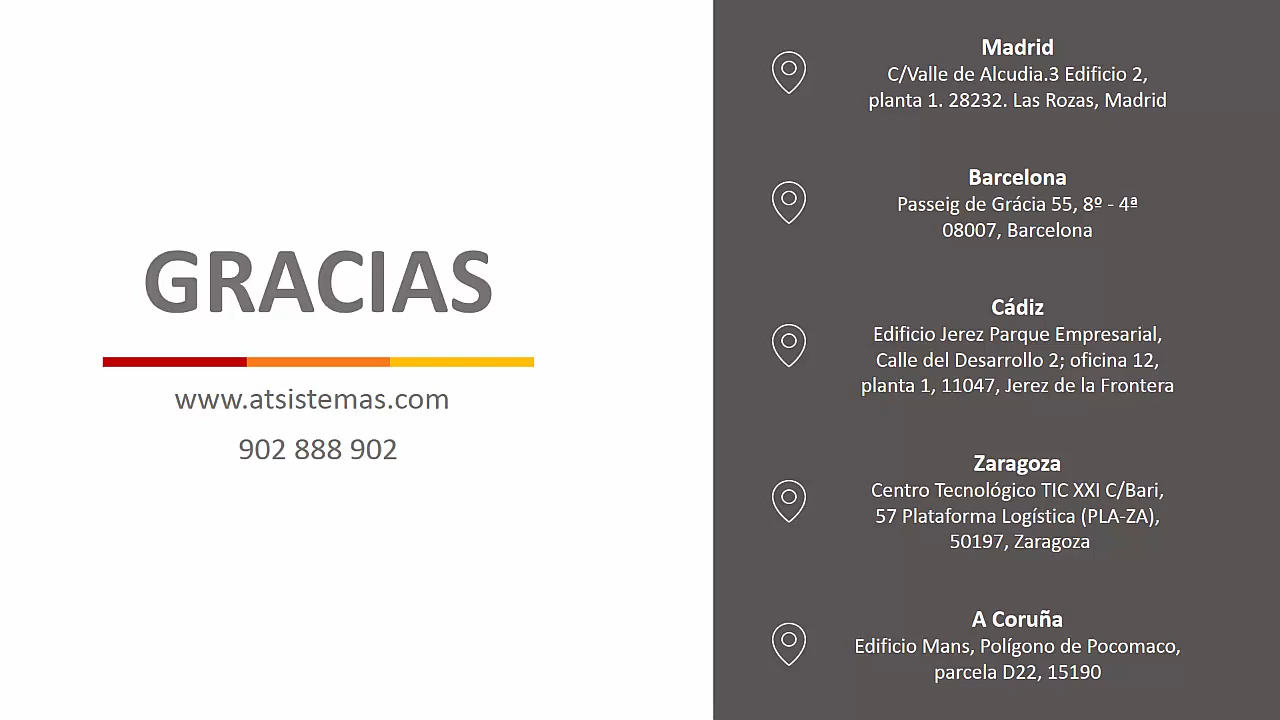 GRACIAS
www.atsistemas.com
902 888 902
Madrid
C/Valle de Alcudia.3 Edificio 2,
planta 1. 28232. Las Rozas, Madrid
Barcelona
Passeig de Grácia 55, 8º - 4ª
08007, Barcelona
Cádiz
Edificio Jerez Parque Empresarial,
Calle del Desarrollo 2; oficina 12,
planta 1, 11047, Jerez de la Frontera
Zaragoza
Centro Tecnológico TIC XXI C/Bari,
57 Plataforma Logística (PLA-ZA),
50197, Zaragoza
A Coruña
Edificio Mans, Polígono de Pocomaco,
parcela D22, 15190